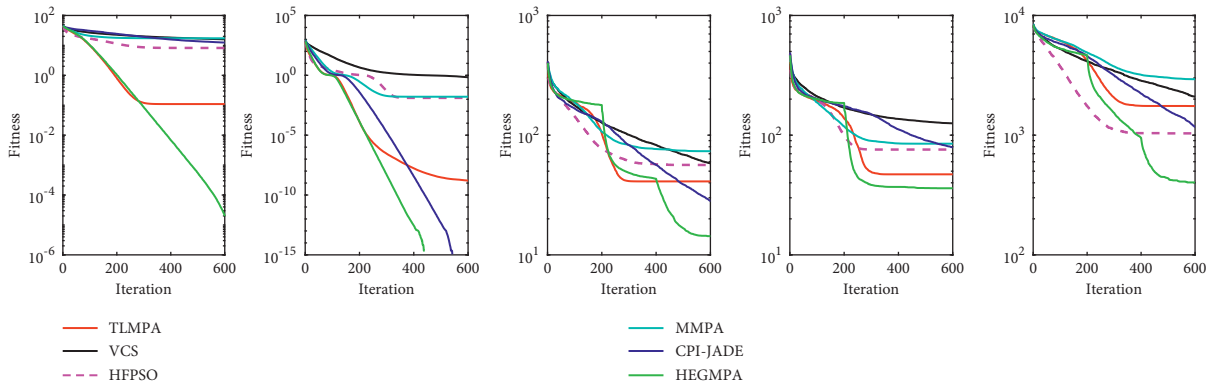 10^2
10^0
10^-2
10^-4
10^-6
Fitness
0 200 400 600
Iteration
10^5
10^0
10^-5
10^-10
10^-15
Fitness
0 200 400 600
Iteration
10^3
10^2
10^1
Fitness
0 200 400 600
Iteration
10^3
10^2
10^1
Fitness
0 200 400 600
Iteration
10^4
10^3
10^2
Fitness
0 200 400 600
Iteration
TLMPA
VCS
HFPSO
MMPA
CPI-JADE
HEGMPA